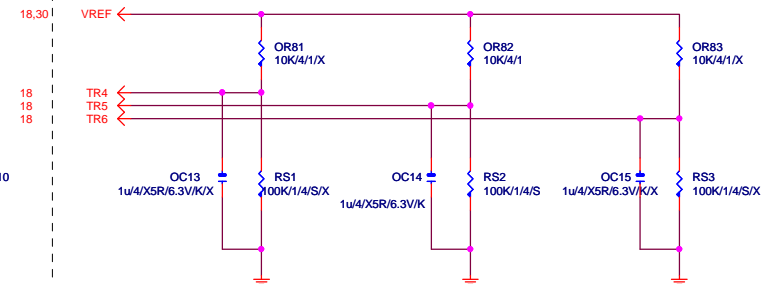 18,30 VREF
OR81
10K/4/1/X
OR82
10K/4/1
OR83
10K/4/1/X
18 TR4
18 TR5
18 TR6
10
OC13
1u/4/X5R/6.3V/K/X
RS1
100K/1/4/S/X
OC14
1u/4/X5R/6.3V/K
RS2
100K/1/4/S
OC15
1u/4/X5R/6.3V/K/X
RS3
100K/1/4/S/X